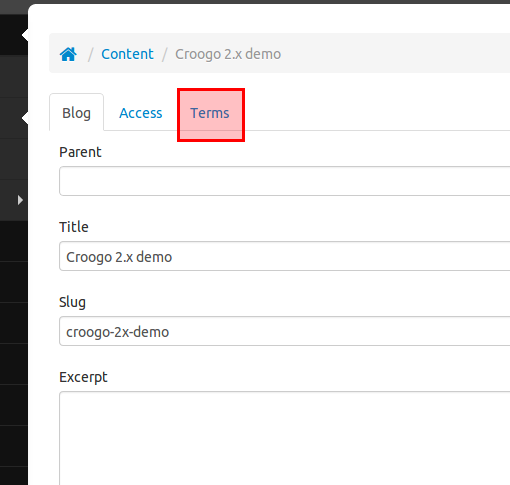 / Content / Croogo 2.x demo
Blog Access Terms
Parent
Title
Croogo 2.x demo
Slug
croogo-2x-demo
Excerpt